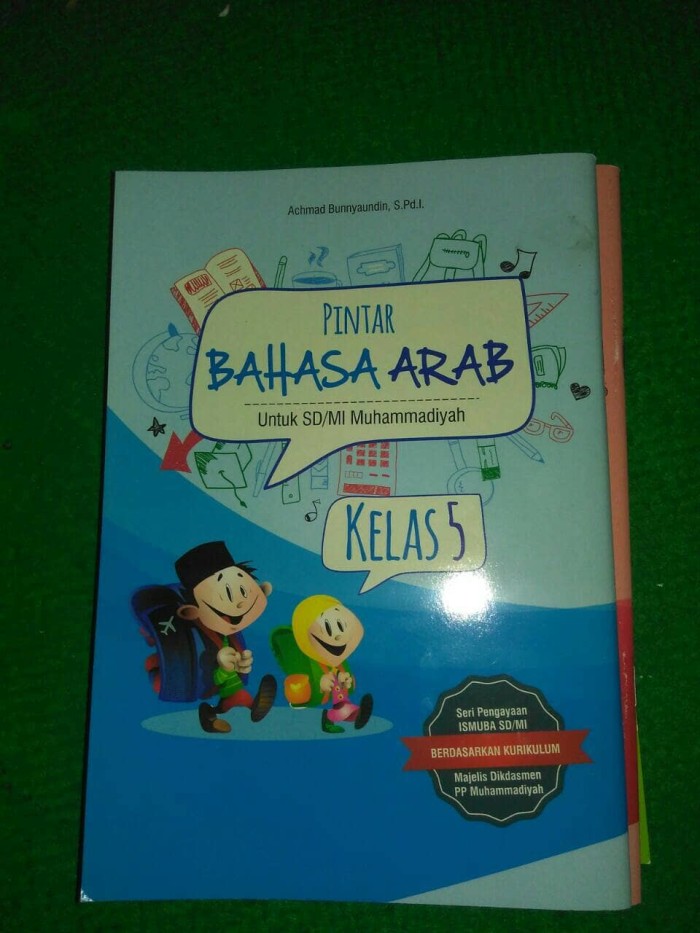 Achmad Bunnyaundin, S.Pd.I.
PINTAR
BAHASA ARAB
Untuk SD/MI Muhammadiyah
KELAS 5
Seri Pengayaan
ISMUBA SD/MI
BERDASARKAN KURIKULUM
Majelis Dikdasmen
PP Muhammadiyah